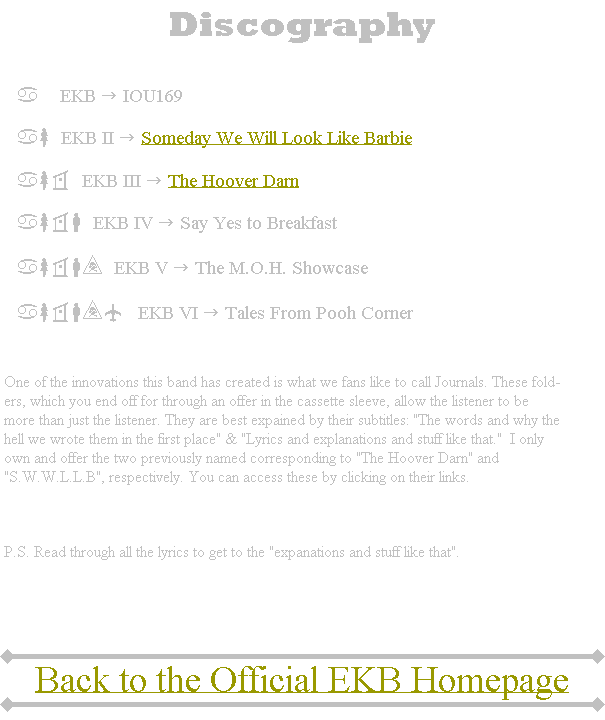 Discography
EKB → IOU169
EKB II → Someday We Will Look Like Barbie
EKB III → The Hoover Darn
EKB IV → Say Yes to Breakfast
EKB V → The M.O.H. Showcase
EKB VI → Tales From Pooh Corner
One of the innovations this band has created is what we fans like to call Journals. These fold-
ers, which you end off for through an offer in the cassette sleeve, allow the listener to be
more than just the listener. They are best expained by their subtitles: "The words and why the
hell we wrote them in the first place" & "Lyrics and explanations and stuff like that."  I only
own and offer the two previously named corresponding to "The Hoover Darn" and
"S.W.W.L.L.B", respectively. You can access these by clicking on their links.
P.S. Read through all the lyrics to get to the "expanations and stuff like that".
Back to the Official EKB Homepage